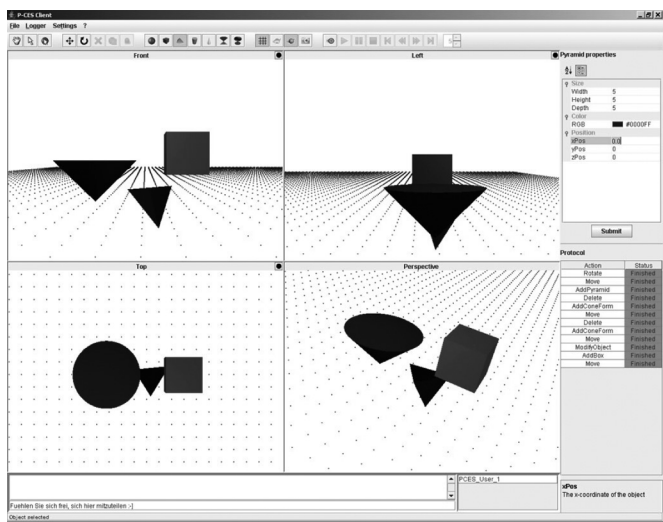 P-CES Client
File Logger Settings ?
Front
Left
Pyramid properties
Size
Width 5
Height 5
Depth 5
Color
RGB #0000FF
Position
xPos 0.0
yPos 0
zPos 0
Submit
Protocol
Top
Perspective
Action Status
Rotate Finished
Move Finished
AddPyramid Finished
Delete Finished
AddConeForm Finished
Move Finished
Delete Finished
AddConeForm Finished
Move Finished
ModifyObject Finished
AddBox Finished
Move Finished
PCES_User_1
xPos
The x-coordinate of the object
Fuehlen Sie sich frei, sich hier mitzuteilen :-]
Object selected